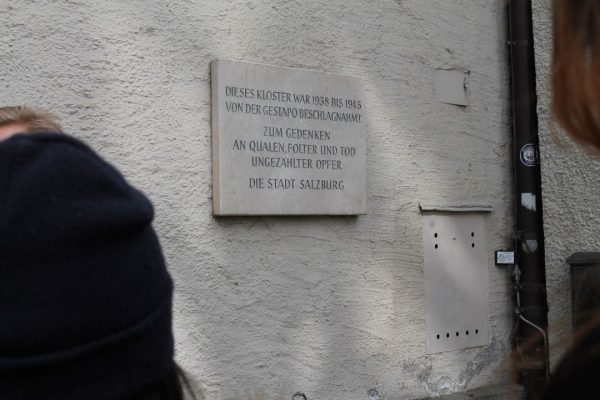 DIESES KLOSTER WAR 1938 BIS 1945
VON DER GESTAPO BESCHLAGNAHMT.
ZUM GEDENKEN
AN QUALEN, FOLTER UND TOD
UNGEZÄHLTER OPFER
DIE STADT SALZBURG